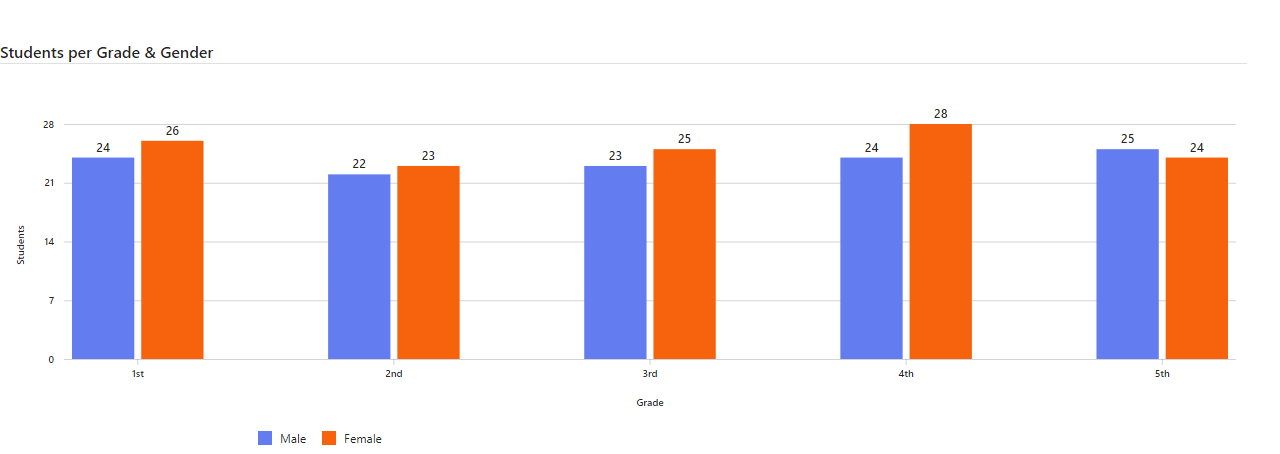 Students per Grade & Gender
28
21
14
7
0
Students
24
26
22
23
23
25
24
28
25
24
1st
2nd
3rd
4th
5th
Grade
Male
Female